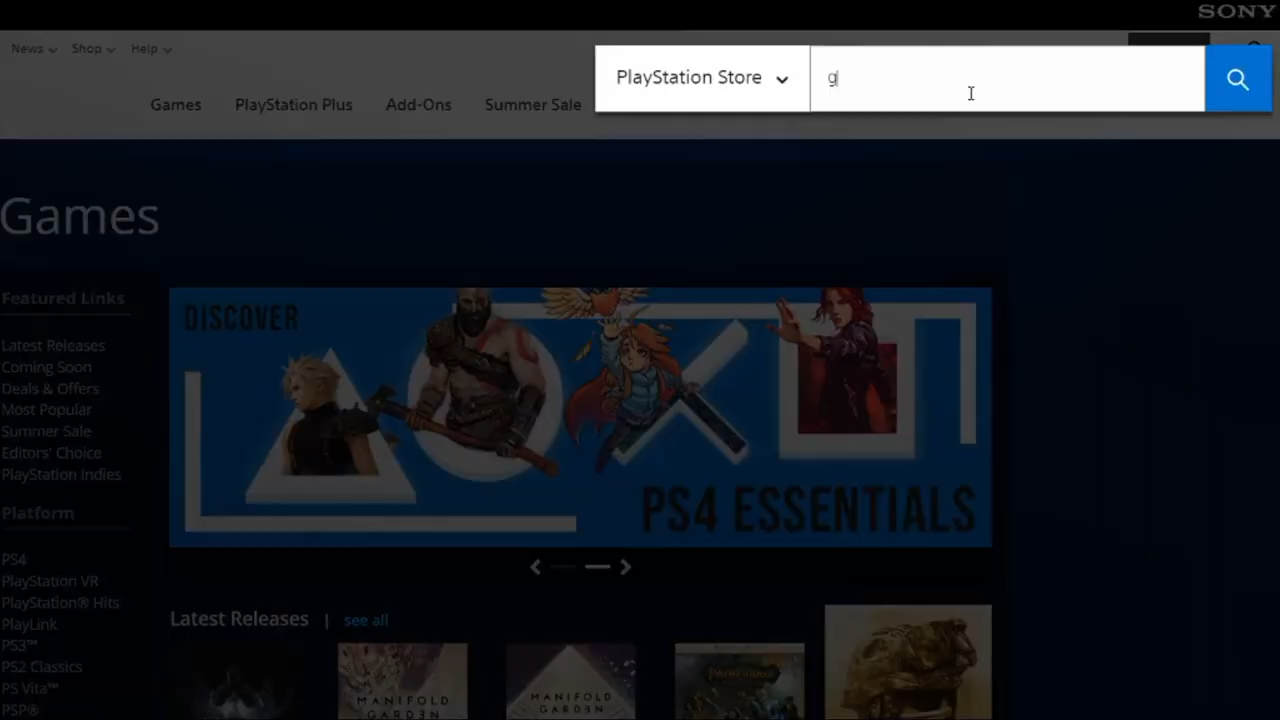 SONY
News Shop Help
PlayStation Store g
Games PlayStation Plus Add-Ons Summer Sale
Games
Featured Links
Latest Releases
Coming Soon
Deals & Offers
Most Popular
Summer Sale
Editors' Choice
PlayStation Indies
Platform
PS4
PlayStation VR
PlayStation® Hits
PlayLink
PS3™
PS2 Classics
PS Vita™
PSP®
DISCOVER
PS4 ESSENTIALS
Latest Releases | see all
MANIFOLD
GARDEN
MANIFOLD
GARDEN
PATHFINDER